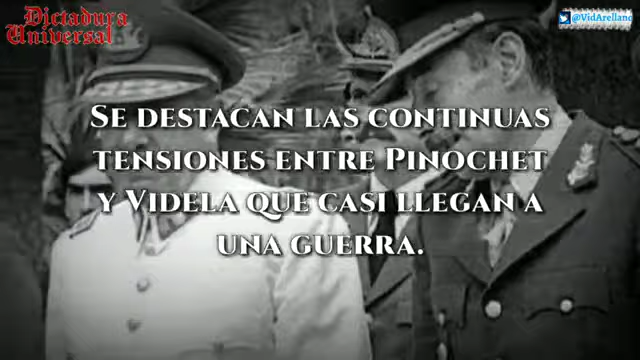 Dictadura
Universal
@VidArellano
Se destacan las continuas
tensiones entre Pinochet
y Videla que casi llegan a
una guerra.